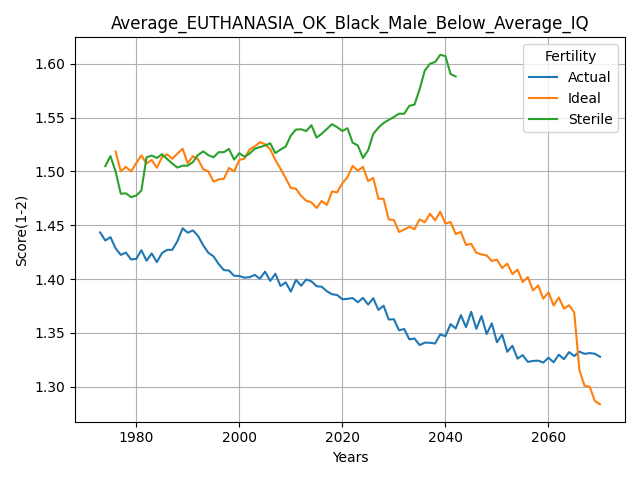 Average_EUTHANASIA_OK_Black_Male_Below_Average_IQ
Fertility
Actual
Ideal
Sterile
Score(1-2)
1.60
1.55
1.50
1.45
1.40
1.35
1.30
1980
2000
2020
2040
2060
Years